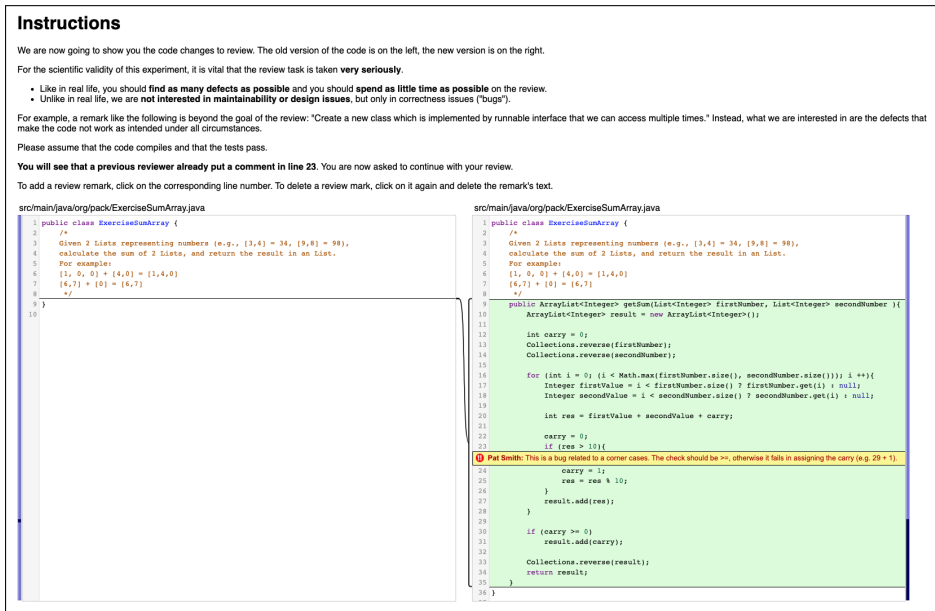 Instructions
We are now going to show you the code changes to review. The old version of the code is on the left, the new version is on the right.
For the scientific validity of this experiment, it is vital that the review task is taken very seriously.
• Like in real life, you should find as many defects as possible and you should spend as little time as possible on the review.
• Unlike in real life, we are not interested in maintainability or design issues, but only in correctness issues ("bugs").
For example, a remark like the following is beyond the goal of the review: "Create a new class which is implemented by runnable interface that we can access multiple times." Instead, what we are interested in are the defects that
make the code not work as intended under all circumstances.
Please assume that the code compiles and that the tests pass.
You will see that a previous reviewer already put a comment in line 23. You are now asked to continue with your review.
To add a review remark, click on the corresponding line number. To delete a review mark, click on it again and delete the remark's text.
src/main/java/org/pack/ExerciseSumArray.java
1 public class ExerciseSumArray {
2 /*
3 Given 2 Lists representing numbers (e.g., [3,4] = 34, [9,8] = 98),
4 calculate the sum of 2 Lists, and return the result in an List.
5 For example:
6 [1, 0, 0] + [4,0] = [1,4,0]
7 [6,7] + [0] = [6,7]
8 */
9 }
10
src/main/java/org/pack/ExerciseSumArray.java
1 public class ExerciseSumArray {
2 /*
3 Given 2 Lists representing numbers (e.g., [3,4] = 34, [9,8] = 98),
4 calculate the sum of 2 Lists, and return the result in an List.
5 For example:
6 [1, 0, 0] + [4,0] = [1,4,0]
7 [6,7] + [0] = [6,7]
8 */
9 public ArrayList<Integer> getSum(List<Integer> firstNumber, List<Integer> secondNumber ){
10 ArrayList<Integer> result = new ArrayList<Integer>();
11
12 int carry = 0;
13 Collections.reverse(firstNumber);
14 Collections.reverse(secondNumber);
15
16 for (int i = 0; (i < Math.max(firstNumber.size(), secondNumber.size())); i ++){
17 Integer firstValue = i < firstNumber.size() ? firstNumber.get(i) : null;
18 Integer secondValue = i < secondNumber.size() ? secondNumber.get(i) : null;
19
20 int res = firstValue + secondValue + carry;
21
22 carry = 0;
23 if (res > 10){
Pat Smith: This is a bug related to a corner cases. The check should be >=, otherwise it fails in assigning the carry (e.g. 29 + 1).
24 carry = 1;
25 res = res % 10;
26 }
27 result.add(res);
28 }
29
30 if (carry >= 0)
31 result.add(carry);
32
33 Collections.reverse(result);
34 return result;
35 }
36 }